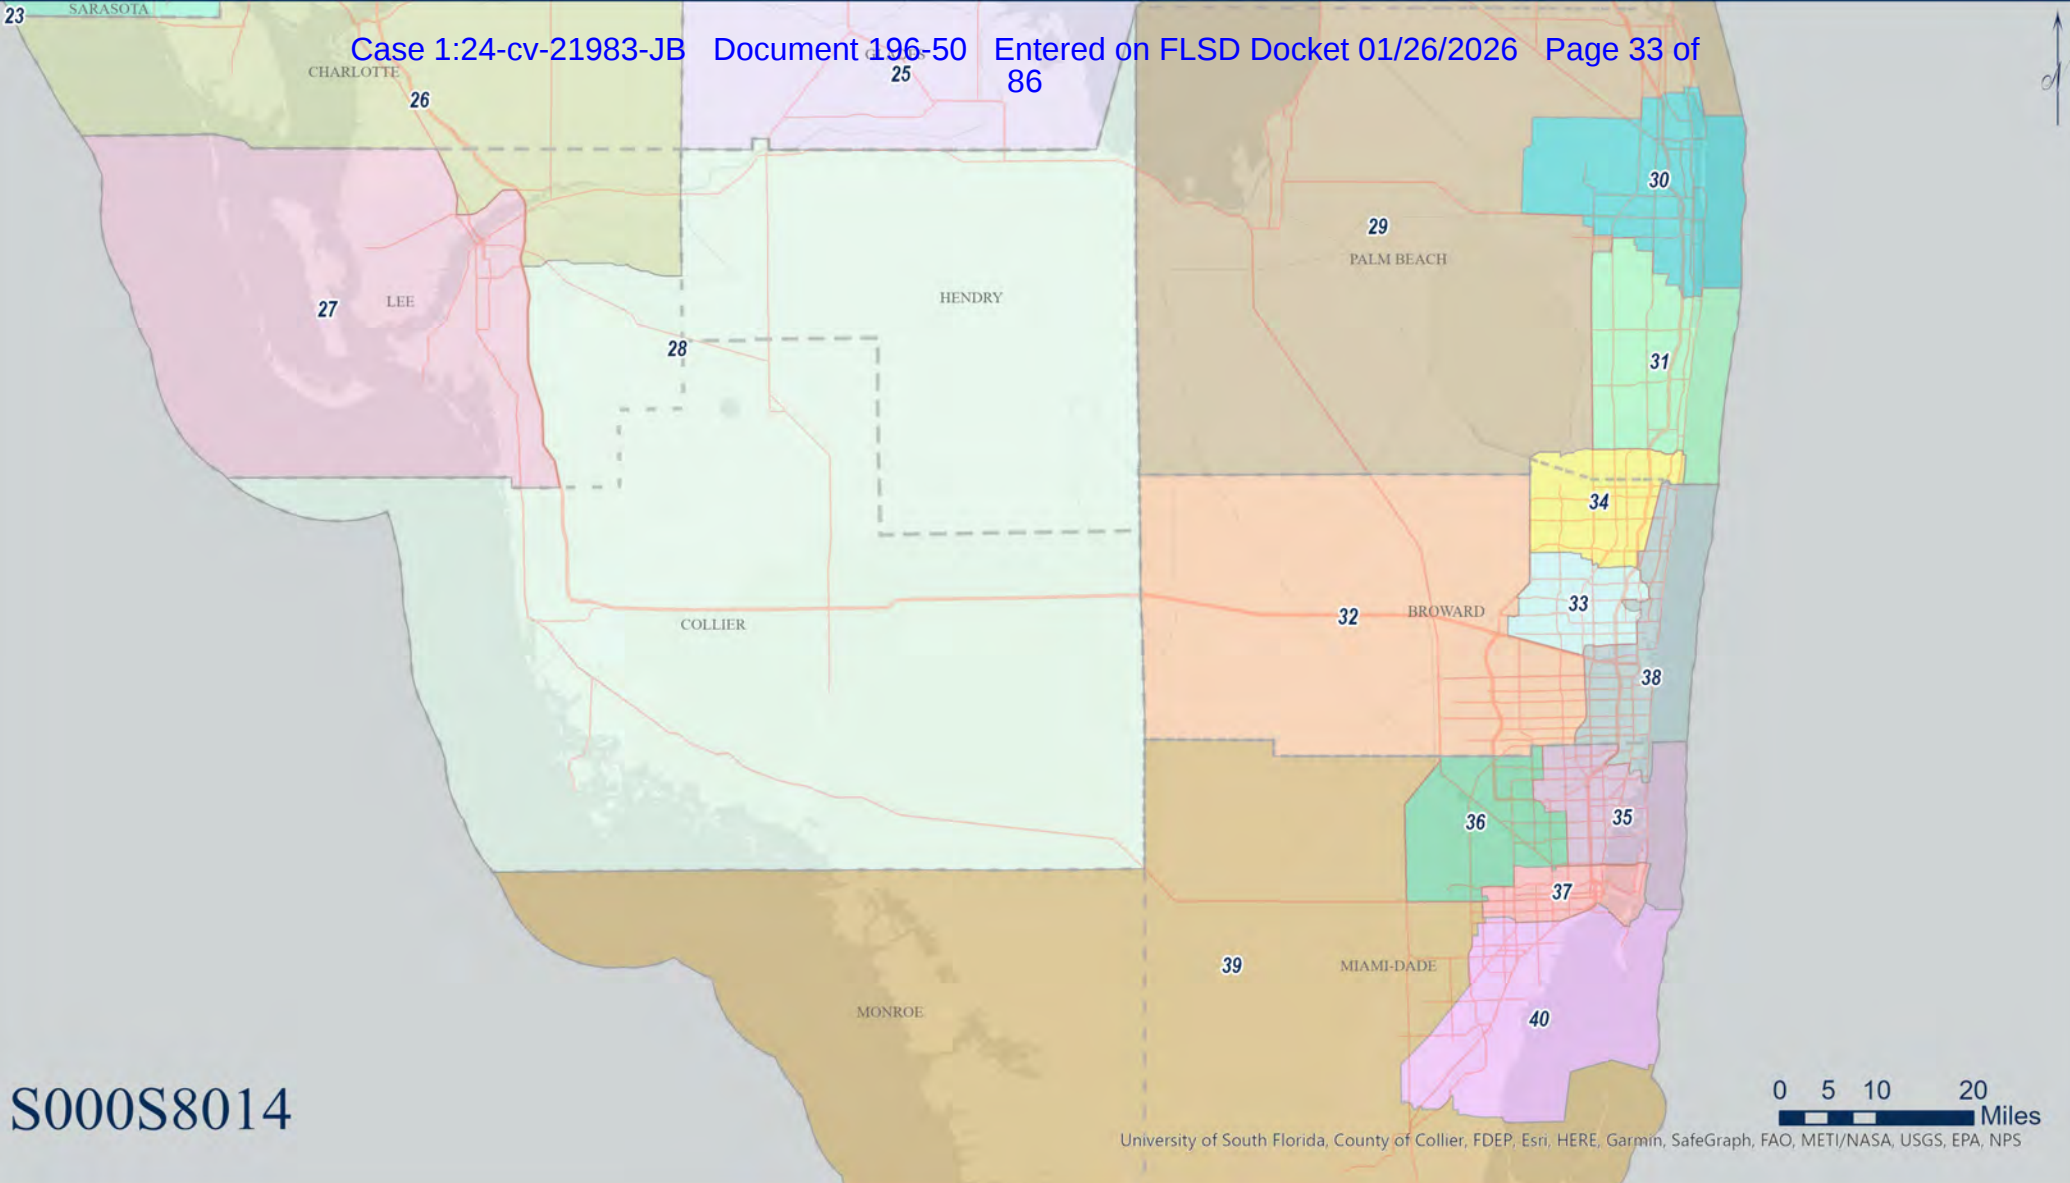 23
SARASOTA
Case 1:24-cv-21983-JB Document 196-50 Entered on FLSD Docket 01/26/2026 Page 33 of
86
CHARLOTTE
25
26
30
29
PALM BEACH
HENDRY
LEE
27
28
31
34
33
32
BROWARD
COLLIER
38
36
35
37
39
MIAMI-DADE
MONROE
40
S000S8014
0 5 10 20
Miles
University of South Florida, County of Collier, FDEP, Esri, HERE, Garmin, SafeGraph, FAO, METI/NASA, USGS, EPA, NPS